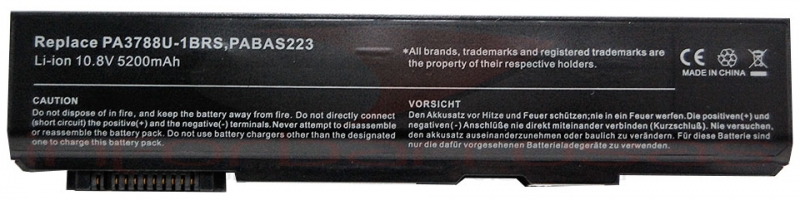 Replace PA3788U-1BRS,PABAS223
Li-ion 10.8V 5200mAh
*All brands, trademarks and registered trademarks are
the property of their respective holders.
CE
MADE IN CHINA
CAUTION
Do not dispose of in fire, and keep the battery away from fire. Do not directly connect
(short circuit) the positive(+) and the negative(-) terminals. Never attempt to disassemble
or reassemble the battery pack. Do not use battery chargers other than the designated
one to attempt to charge this battery pack.
VORSICHT
Den Akkusatz vor Hitze und Feuer schützen;nie in ein Feuer werfen. Die positiven(+) und
negativen(-) Anschlüße nie direkt miteinander verbinden (Kurzschluß). Nie versuchen,
den Akkusatz auseinanderzunehmen oder baulich zu verändern. Für diese Batterie sind
nur die dafür bestimmten Batterieladegeräte zu verwenden.